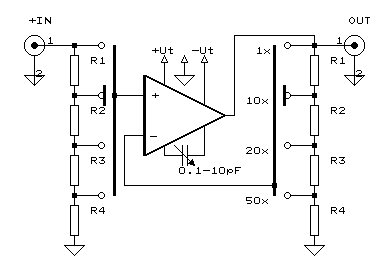 +IN OUT
1 1
+Ut -Ut
1x
R1 R1
2 2
+
10x
R2 R2
-
R3 20x R3
0.1-10pF
50x
R4 R4